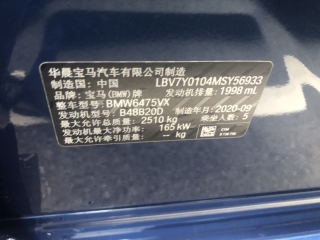 华晨宝马汽车有限公司制造
制造国:中国 LBV7Y0104MSY56933
品牌:宝马(BMW)牌 发动机排量:1998 mL
整车型号:BMW6475VX
发动机型号:B48B20D 制造年月:2020-09
最大允许总质量:2510 kg 乘坐人数:5
发动机最大净功率:165 kW
最大允许牵引质量:- kg